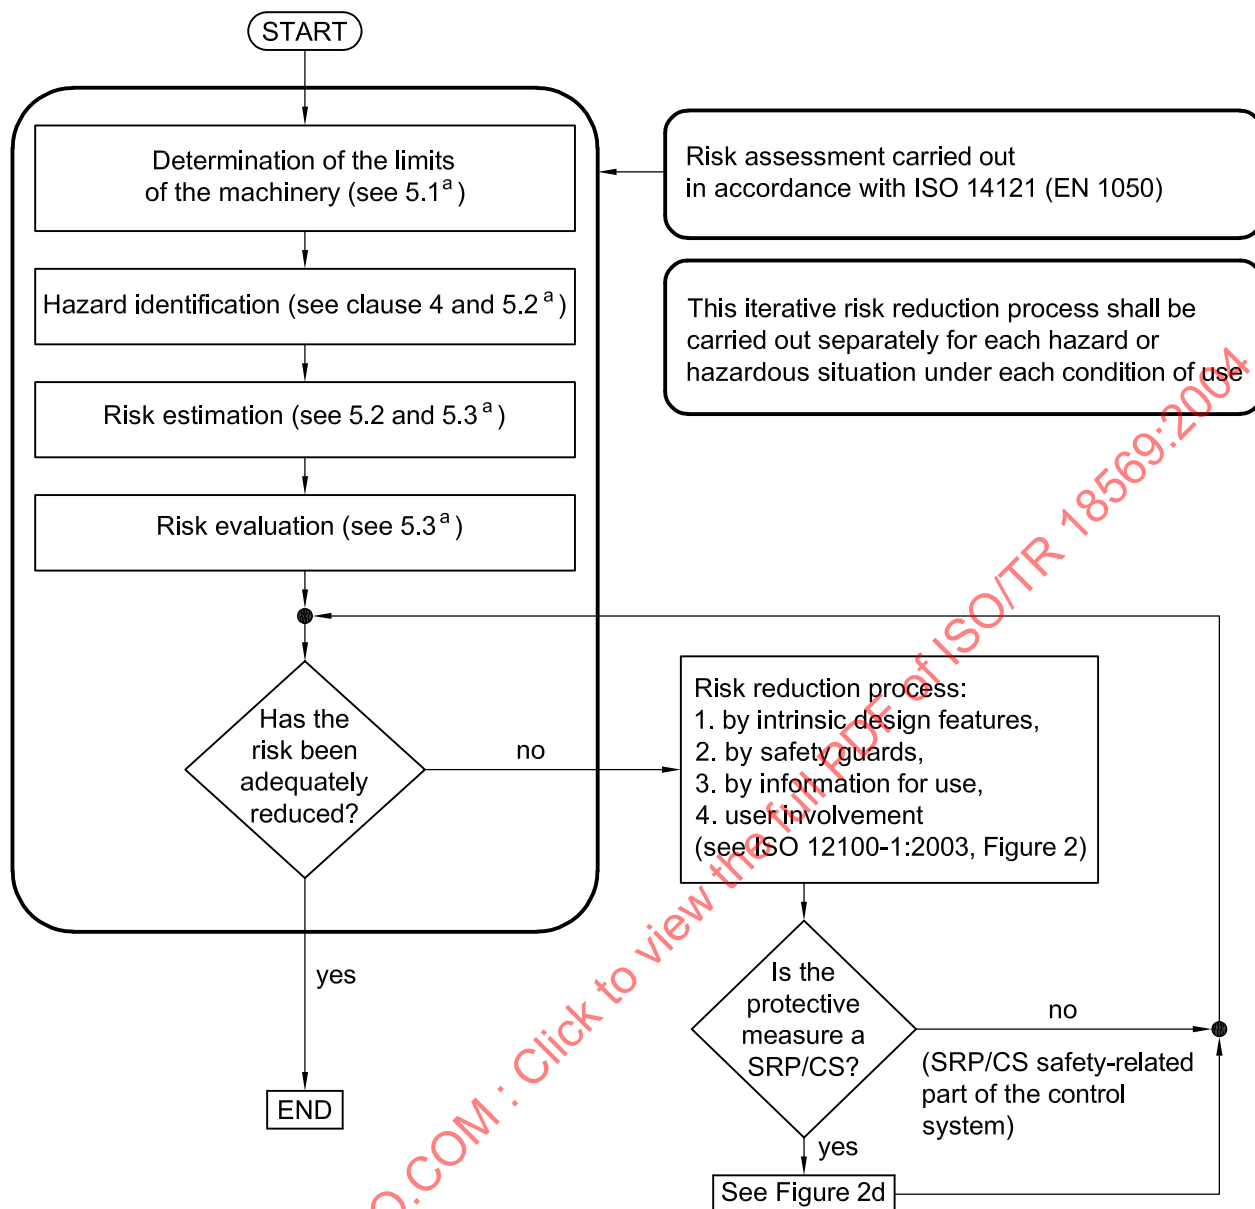 START
Determination of the limits
of the machinery (see 5.1 a )
Hazard identification (see clause 4 and 5.2 a )
Risk estimation (see 5.2 and 5.3 a )
Risk evaluation (see 5.3 a )
Has the
risk been
adequately
reduced?
no
yes
END
Risk assessment carried out
in accordance with ISO 14121 (EN 1050)
This iterative risk reduction process shall be
carried out separately for each hazard or
hazardous situation under each condition of use
Risk reduction process:
1. by intrinsic design features,
2. by safety guards,
3. by information for use,
4. user involvement
(see ISO 12100-1:2003, Figure 2)
Is the
protective
measure a
SRP/CS?
no
(SRP/CS safety-related
part of the control
system)
yes
See Figure 2d
O.COM : Click to view the full PDF of ISO/TR 18569:2004